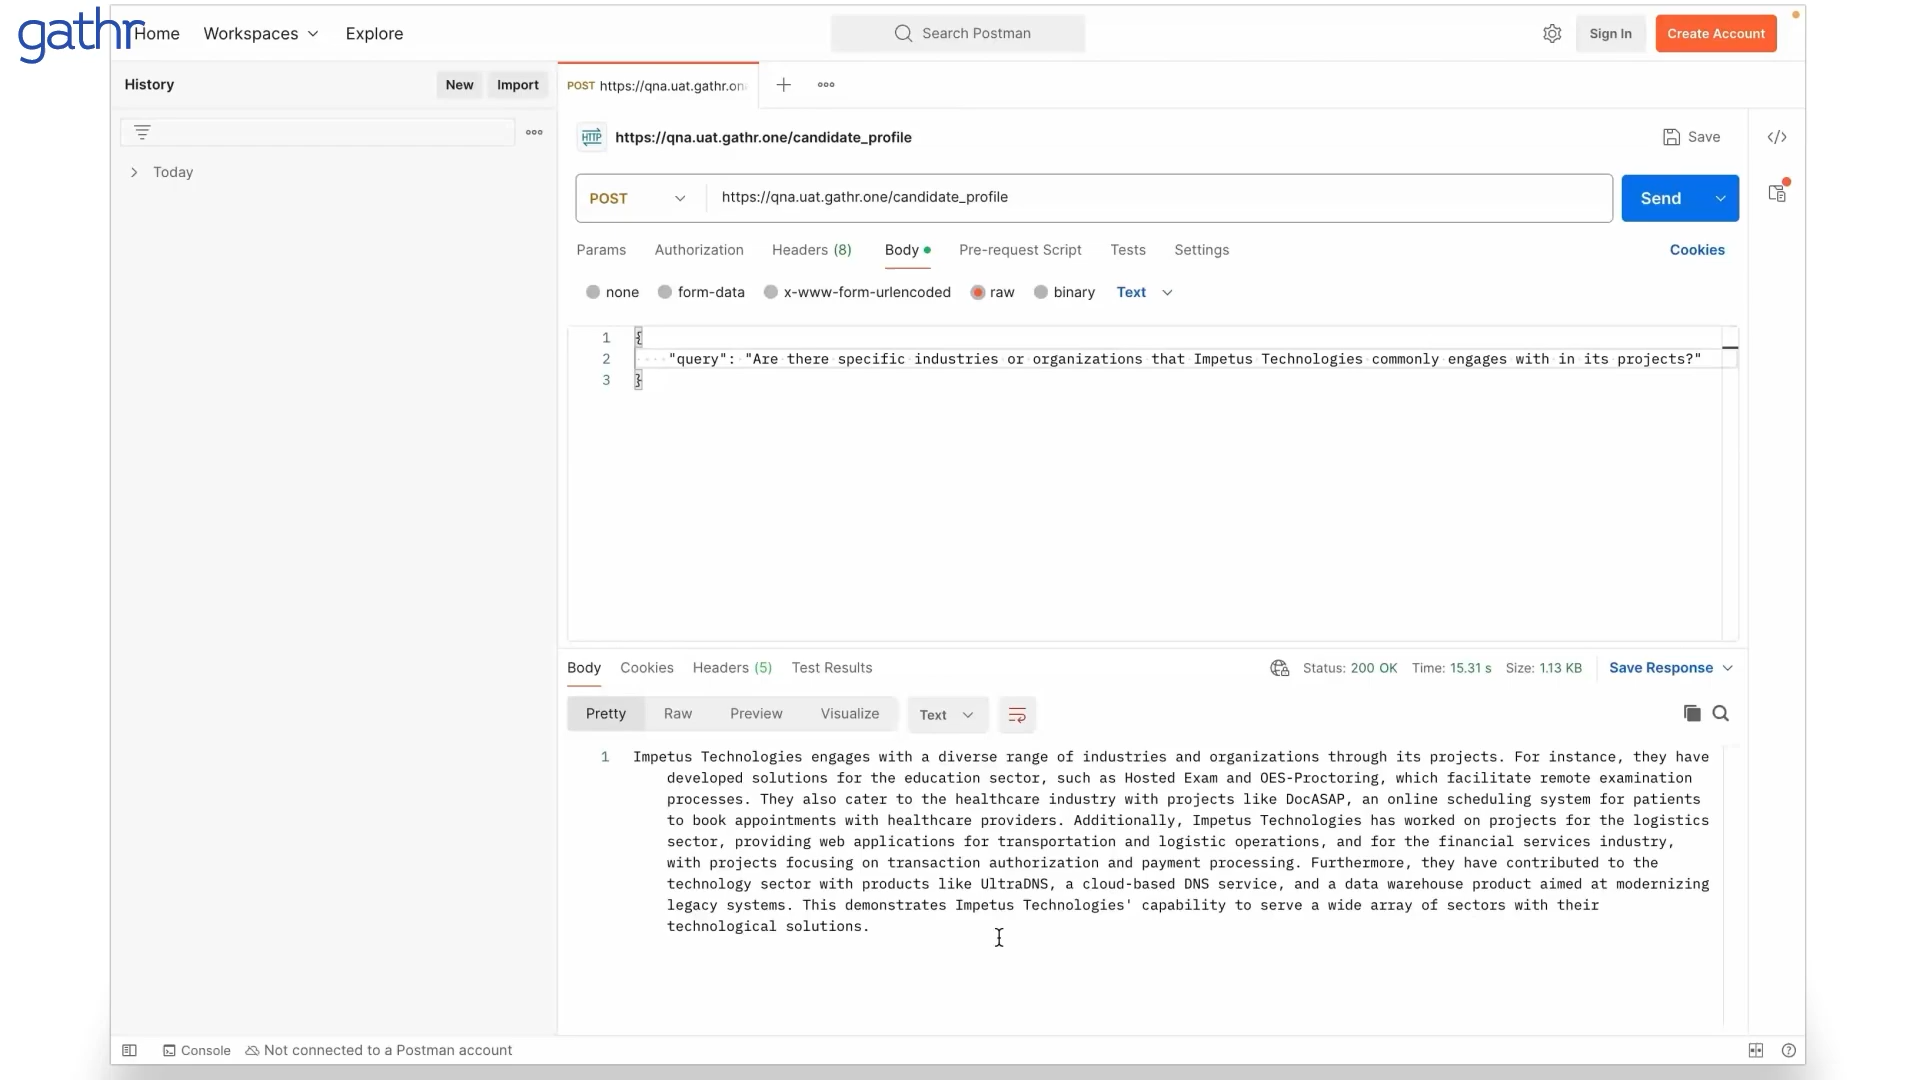 gathr
Home Workspaces Explore
Search Postman
Sign In Create Account
History New Import
POST https://qna.uat.gathr.on
Today
HTTP https://qna.uat.gathr.one/candidate_profile
Save
POST https://qna.uat.gathr.one/candidate_profile
Send
Params Authorization Headers (8) Body Pre-request Script Tests Settings Cookies
none form-data x-www-form-urlencoded raw binary Text
1 {
2 "query": "Are there specific industries or organizations that Impetus Technologies commonly engages with in its projects?"
3 }
Body Cookies Headers (5) Test Results Status: 200 OK Time: 15.31 s Size: 1.13 KB Save Response
Pretty Raw Preview Visualize Text
1 Impetus Technologies engages with a diverse range of industries and organizations through its projects. For instance, they have
developed solutions for the education sector, such as Hosted Exam and OES-Proctoring, which facilitate remote examination
processes. They also cater to the healthcare industry with projects like DocASAP, an online scheduling system for patients
to book appointments with healthcare providers. Additionally, Impetus Technologies has worked on projects for the logistics
sector, providing web applications for transportation and logistic operations, and for the financial services industry,
with projects focusing on transaction authorization and payment processing. Furthermore, they have contributed to the
technology sector with products like UltraDNS, a cloud-based DNS service, and a data warehouse product aimed at modernizing
legacy systems. This demonstrates Impetus Technologies' capability to serve a wide array of sectors with their
technological solutions.
Console Not connected to a Postman account